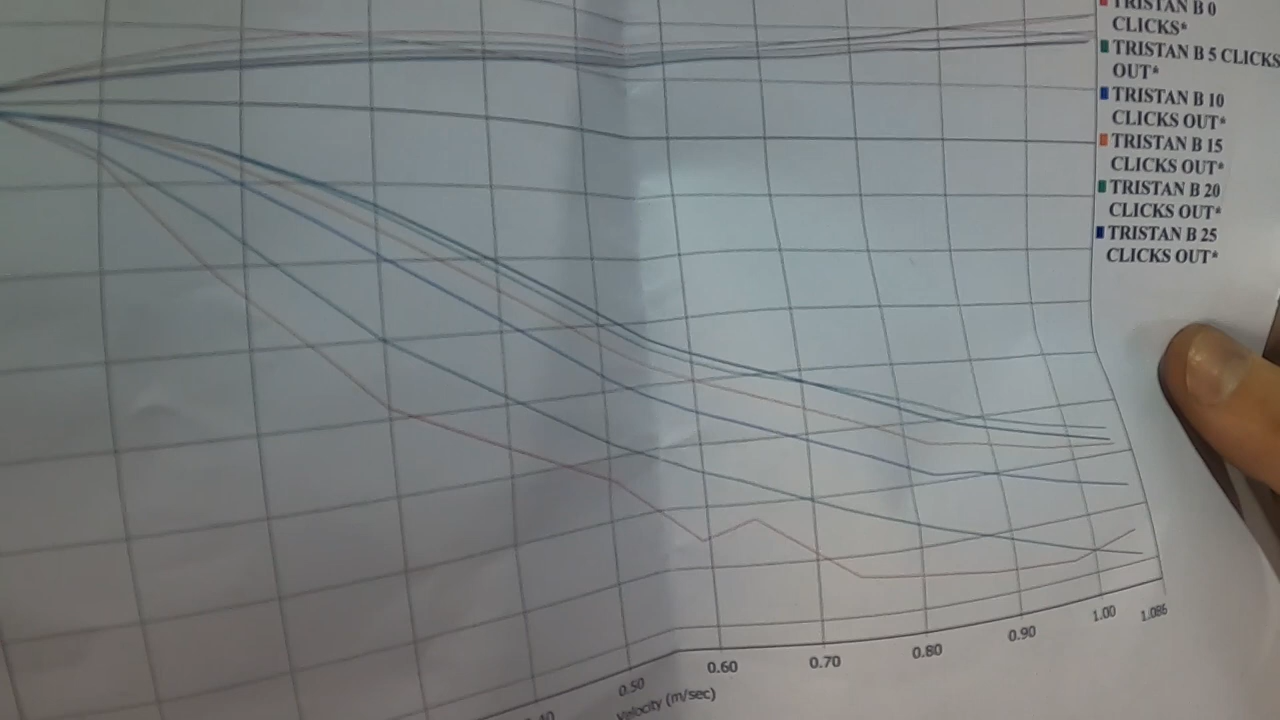 TRISTAN B 0
CLICKS*
TRISTAN B 5 CLICKS
OUT*
TRISTAN B 10
CLICKS OUT*
TRISTAN B 15
CLICKS OUT*
TRISTAN B 20
CLICKS OUT*
TRISTAN B 25
CLICKS OUT*
0.50 0.60 0.70 0.80 0.90 1.00 1.086
Velocity (m/sec)